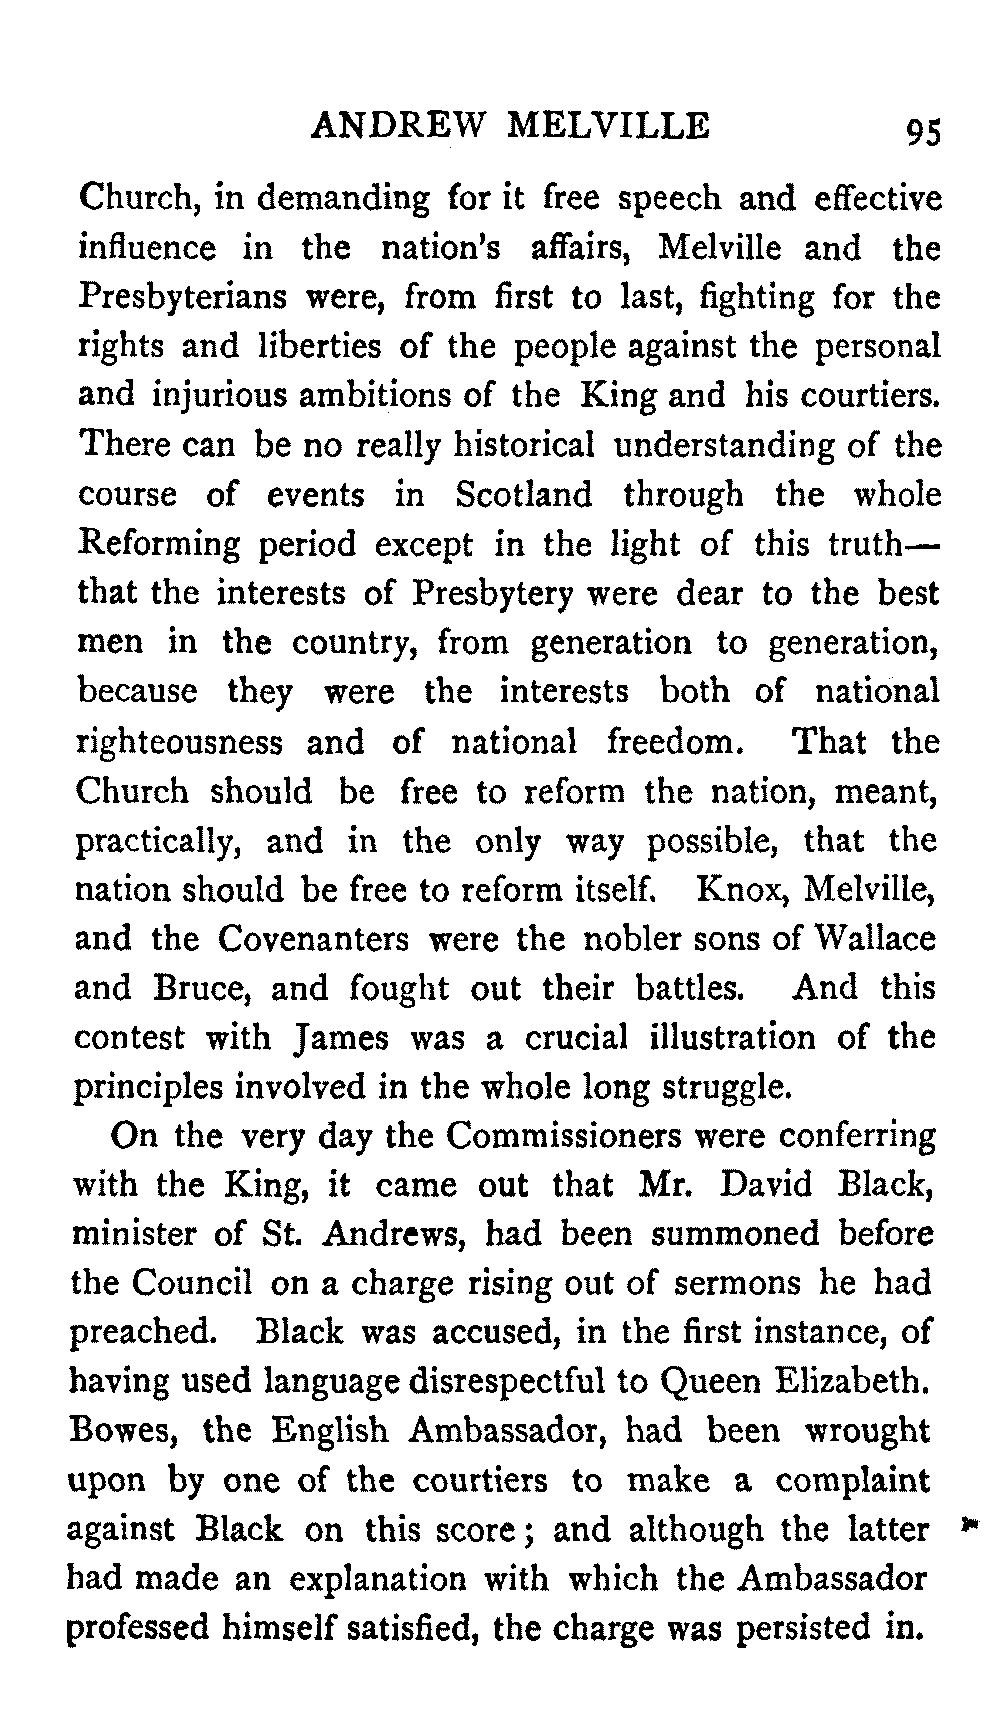 ANDREW MELVILLE 95
Church, in demanding for it free speech and effective
influence in the nation's affairs, Melville and the
Presbyterians were, from first to last, fighting for the
rights and liberties of the people against the personal
and injurious ambitions of the King and his courtiers.
There can be no really historical understanding of the
course of events in Scotland through the whole
Reforming period except in the light of this truth—
that the interests of Presbytery were dear to the best
men in the country, from generation to generation,
because they were the interests both of national
righteousness and of national freedom. That the
Church should be free to reform the nation, meant,
practically, and in the only way possible, that the
nation should be free to reform itself. Knox, Melville,
and the Covenanters were the nobler sons of Wallace
and Bruce, and fought out their battles. And this
contest with James was a crucial illustration of the
principles involved in the whole long struggle.
On the very day the Commissioners were conferring
with the King, it came out that Mr. David Black,
minister of St. Andrews, had been summoned before
the Council on a charge rising out of sermons he had
preached. Black was accused, in the first instance, of
having used language disrespectful to Queen Elizabeth.
Bowes, the English Ambassador, had been wrought
upon by one of the courtiers to make a complaint
against Black on this score ; and although the latter
had made an explanation with which the Ambassador
professed himself satisfied, the charge was persisted in.